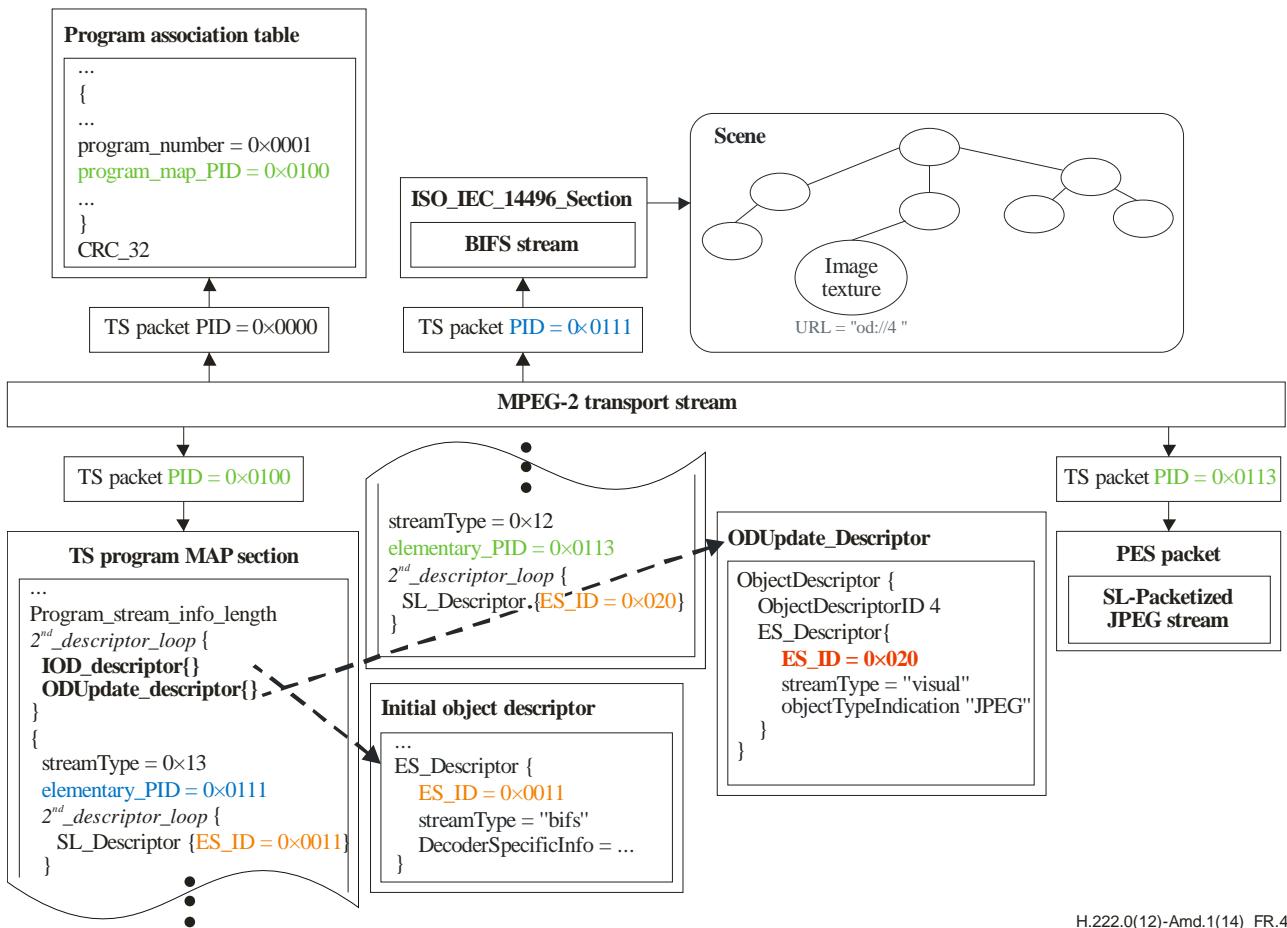 Program association table
...
{
...
program_number = 0×0001
program_map_PID = 0×0100
...
}
CRC_32
TS packet PID = 0×0000
ISO_IEC_14496_Section
BIFS stream
TS packet PID = 0×0111
Scene
Image
texture
URL = "od://4 "
MPEG-2 transport stream
TS packet PID = 0×0100
TS program MAP section
...
Program_stream_info_length
2nd_descriptor_loop {
IOD_descriptor{}
ODUpdate_descriptor{}
}
{
streamType = 0×13
elementary_PID = 0×0111
2nd_descriptor_loop {
SL_Descriptor {ES_ID = 0×0011}
}
streamType = 0×12
elementary_PID = 0×0113
2nd_descriptor_loop {
SL_Descriptor {ES_ID = 0×020}
}
Initial object descriptor
...
ES_Descriptor {
ES_ID = 0×0011
streamType = "bifs"
DecoderSpecificInfo = ...
}
ODUpdate_Descriptor
ObjectDescriptor {
ObjectDescriptorID 4
ES_Descriptor{
ES_ID = 0×020
streamType = "visual"
objectTypeIndication "JPEG"
}
}
TS packet PID = 0×0113
PES packet
SL-Packetized
JPEG stream
H.222.0(12)-Amd.1(14)_FR.4